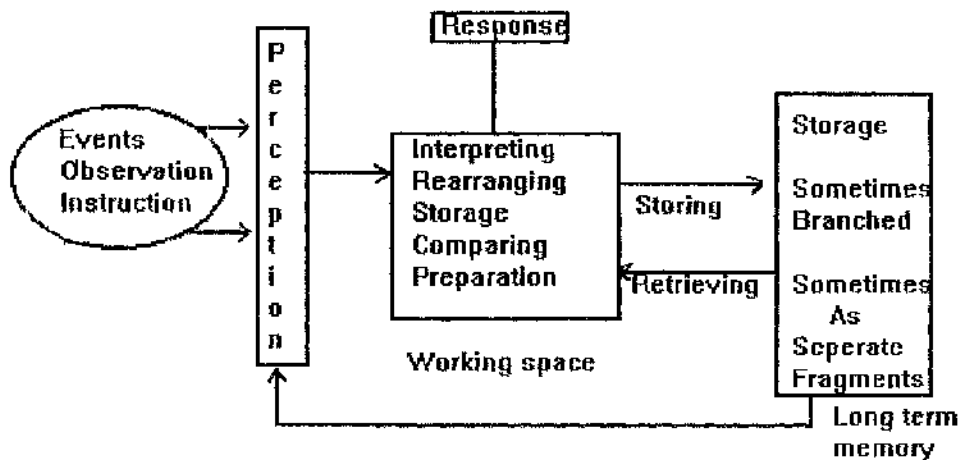 Response
Perception
Events
Observation
Instruction
Interpreting
Rearranging
Storage
Comparing
Preparation
Storing
Retrieving
Storage
Sometimes
Branched
Sometimes
As
Seperate
Fragments
Working space
Long term
memory